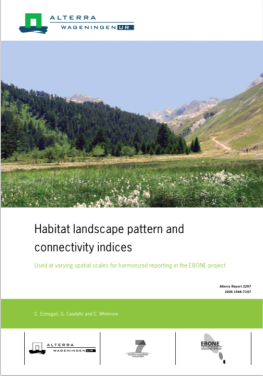 ALTERRA
WAGENINGEN UR
Habitat landscape pattern and
connectivity indices
Used at varying spatial scales for harmonized reporting in the EBONE project
Alterra Report 2297
ISSN 1566-7197
C. Estreguil, G. Caudullo and C. Whitmore
ALTERRA
WAGENINGEN UR
EBONE